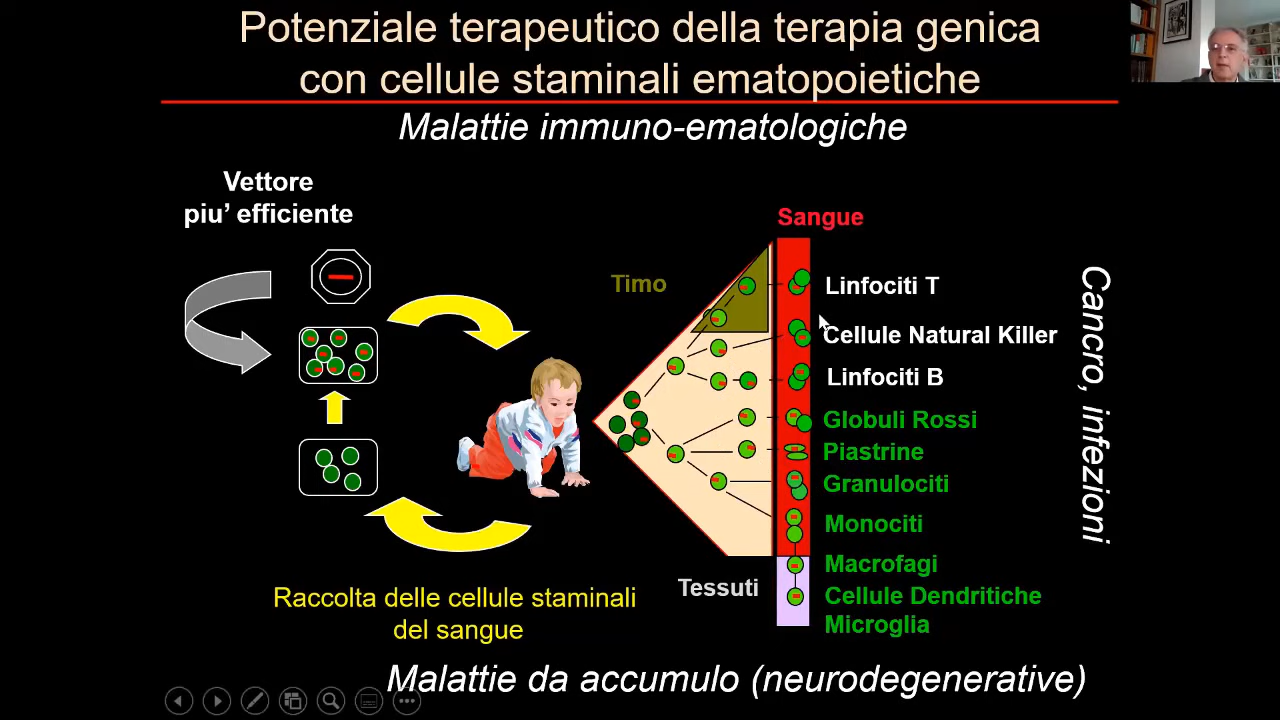 Potenziale terapeutico della terapia genica
con cellule staminali ematopoietiche
Malattie immuno-ematologiche
Vettore
piu' efficiente
Sangue
Timo
Linfociti T
Cellule Natural Killer
Linfociti B
Globuli Rossi
Piastrine
Granulociti
Monociti
Macrofagi
Cellule Dendritiche
Microglia
Tessuti
Cancro, infezioni
Raccolta delle cellule staminali
del sangue
Malattie da accumulo (neurodegenerative)